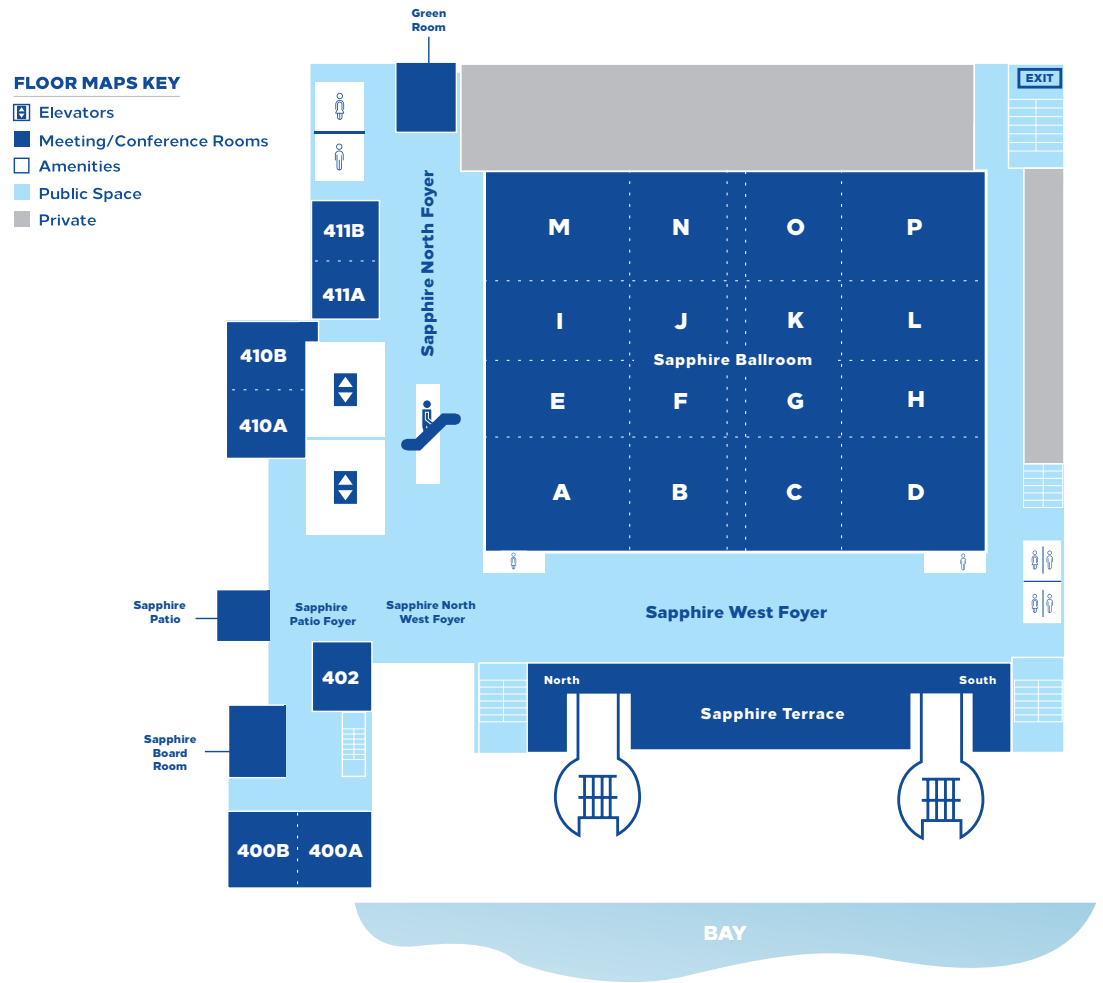 Green
Room
FLOOR MAPS KEY
Elevators
Meeting/Conference Rooms
Amenities
Public Space
Private
EXIT
Sapphire North Foyer
411B
411A
410B
410A
M
N
O
P
I
J
K
L
Sapphire Ballroom
E
F
G
H
A
B
C
D
Sapphire
Patio
Sapphire
Patio Foyer
Sapphire North
West Foyer
Sapphire West Foyer
402
North
South
Sapphire Terrace
Sapphire
Board
Room
400B
400A
BAY